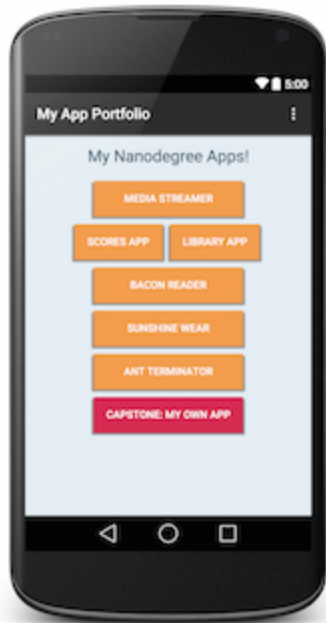 5:00
My App Portfolio
My Nanodegree Apps!
MEDIA STREAMER
SCORES APP LIBRARY APP
BACON READER
SUNSHINE WEAR
ANT TERMINATOR
CAPSTONE: MY OWN APP